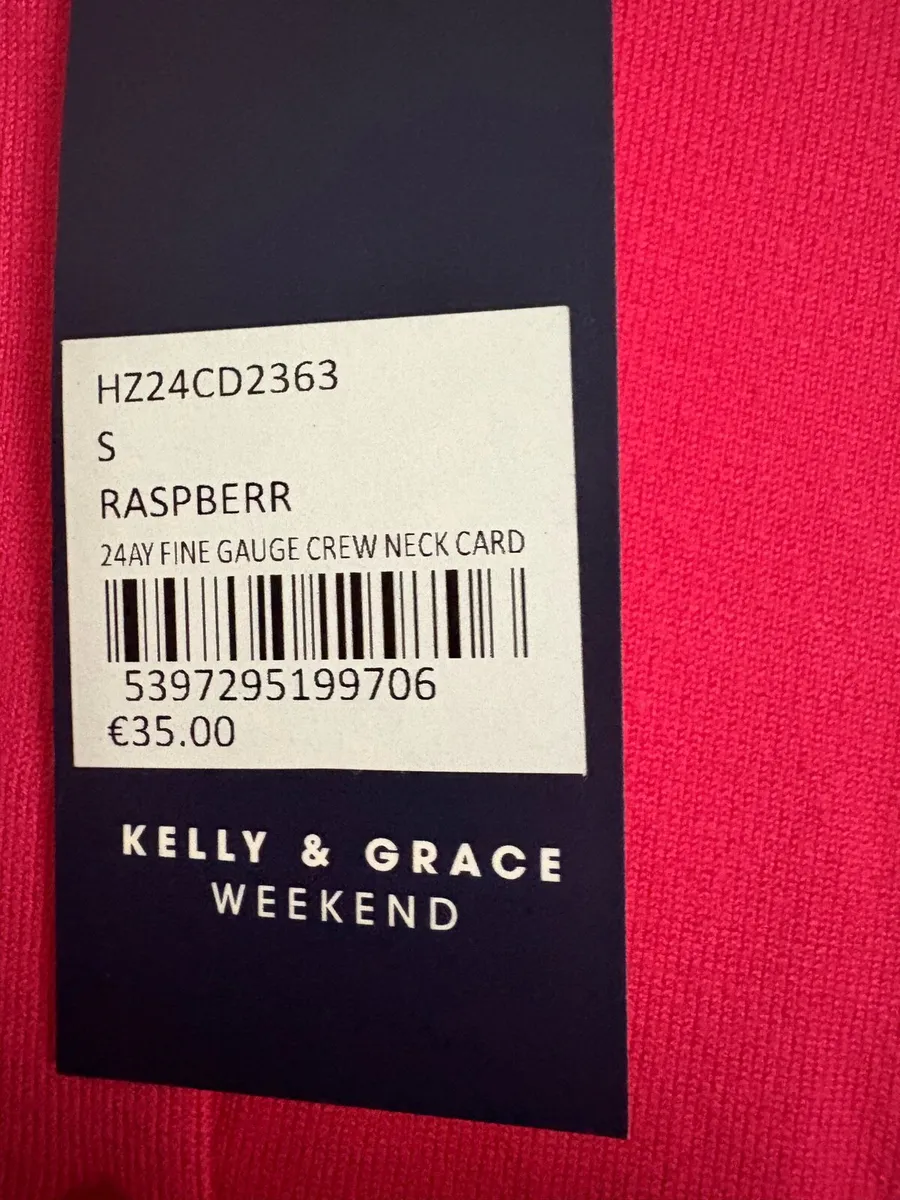 HZ24CD2363
S
RASPBERR
24AY FINE GAUGE CREW NECK CARD
5397295199706
€35.00
KELLY & GRACE
WEEKEND